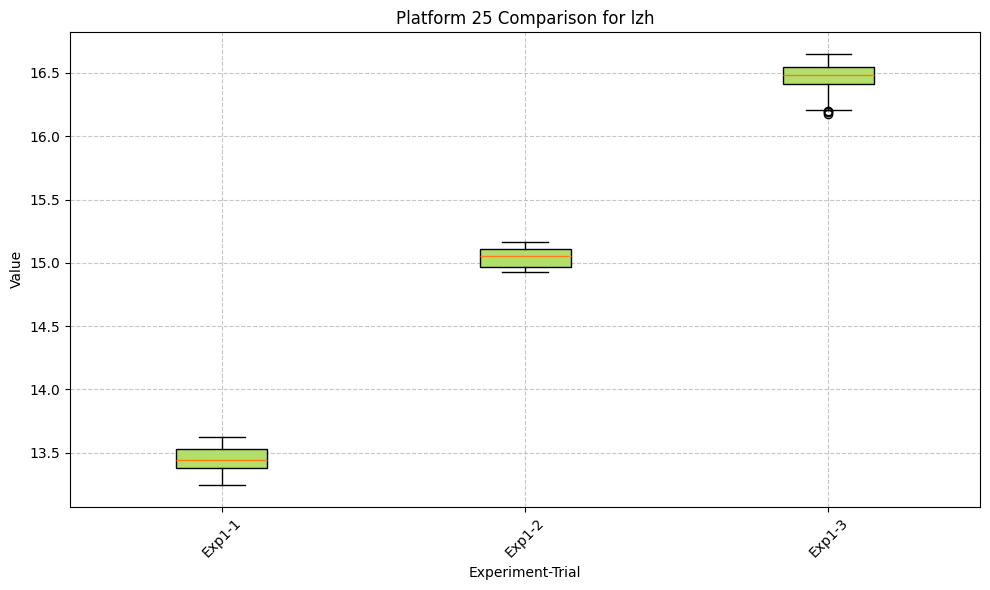 Platform 25 Comparison for lzh
16.5
16.0
15.5
15.0
14.5
14.0
13.5
Value
Exp1-1
Exp1-2
Exp1-3
Experiment-Trial